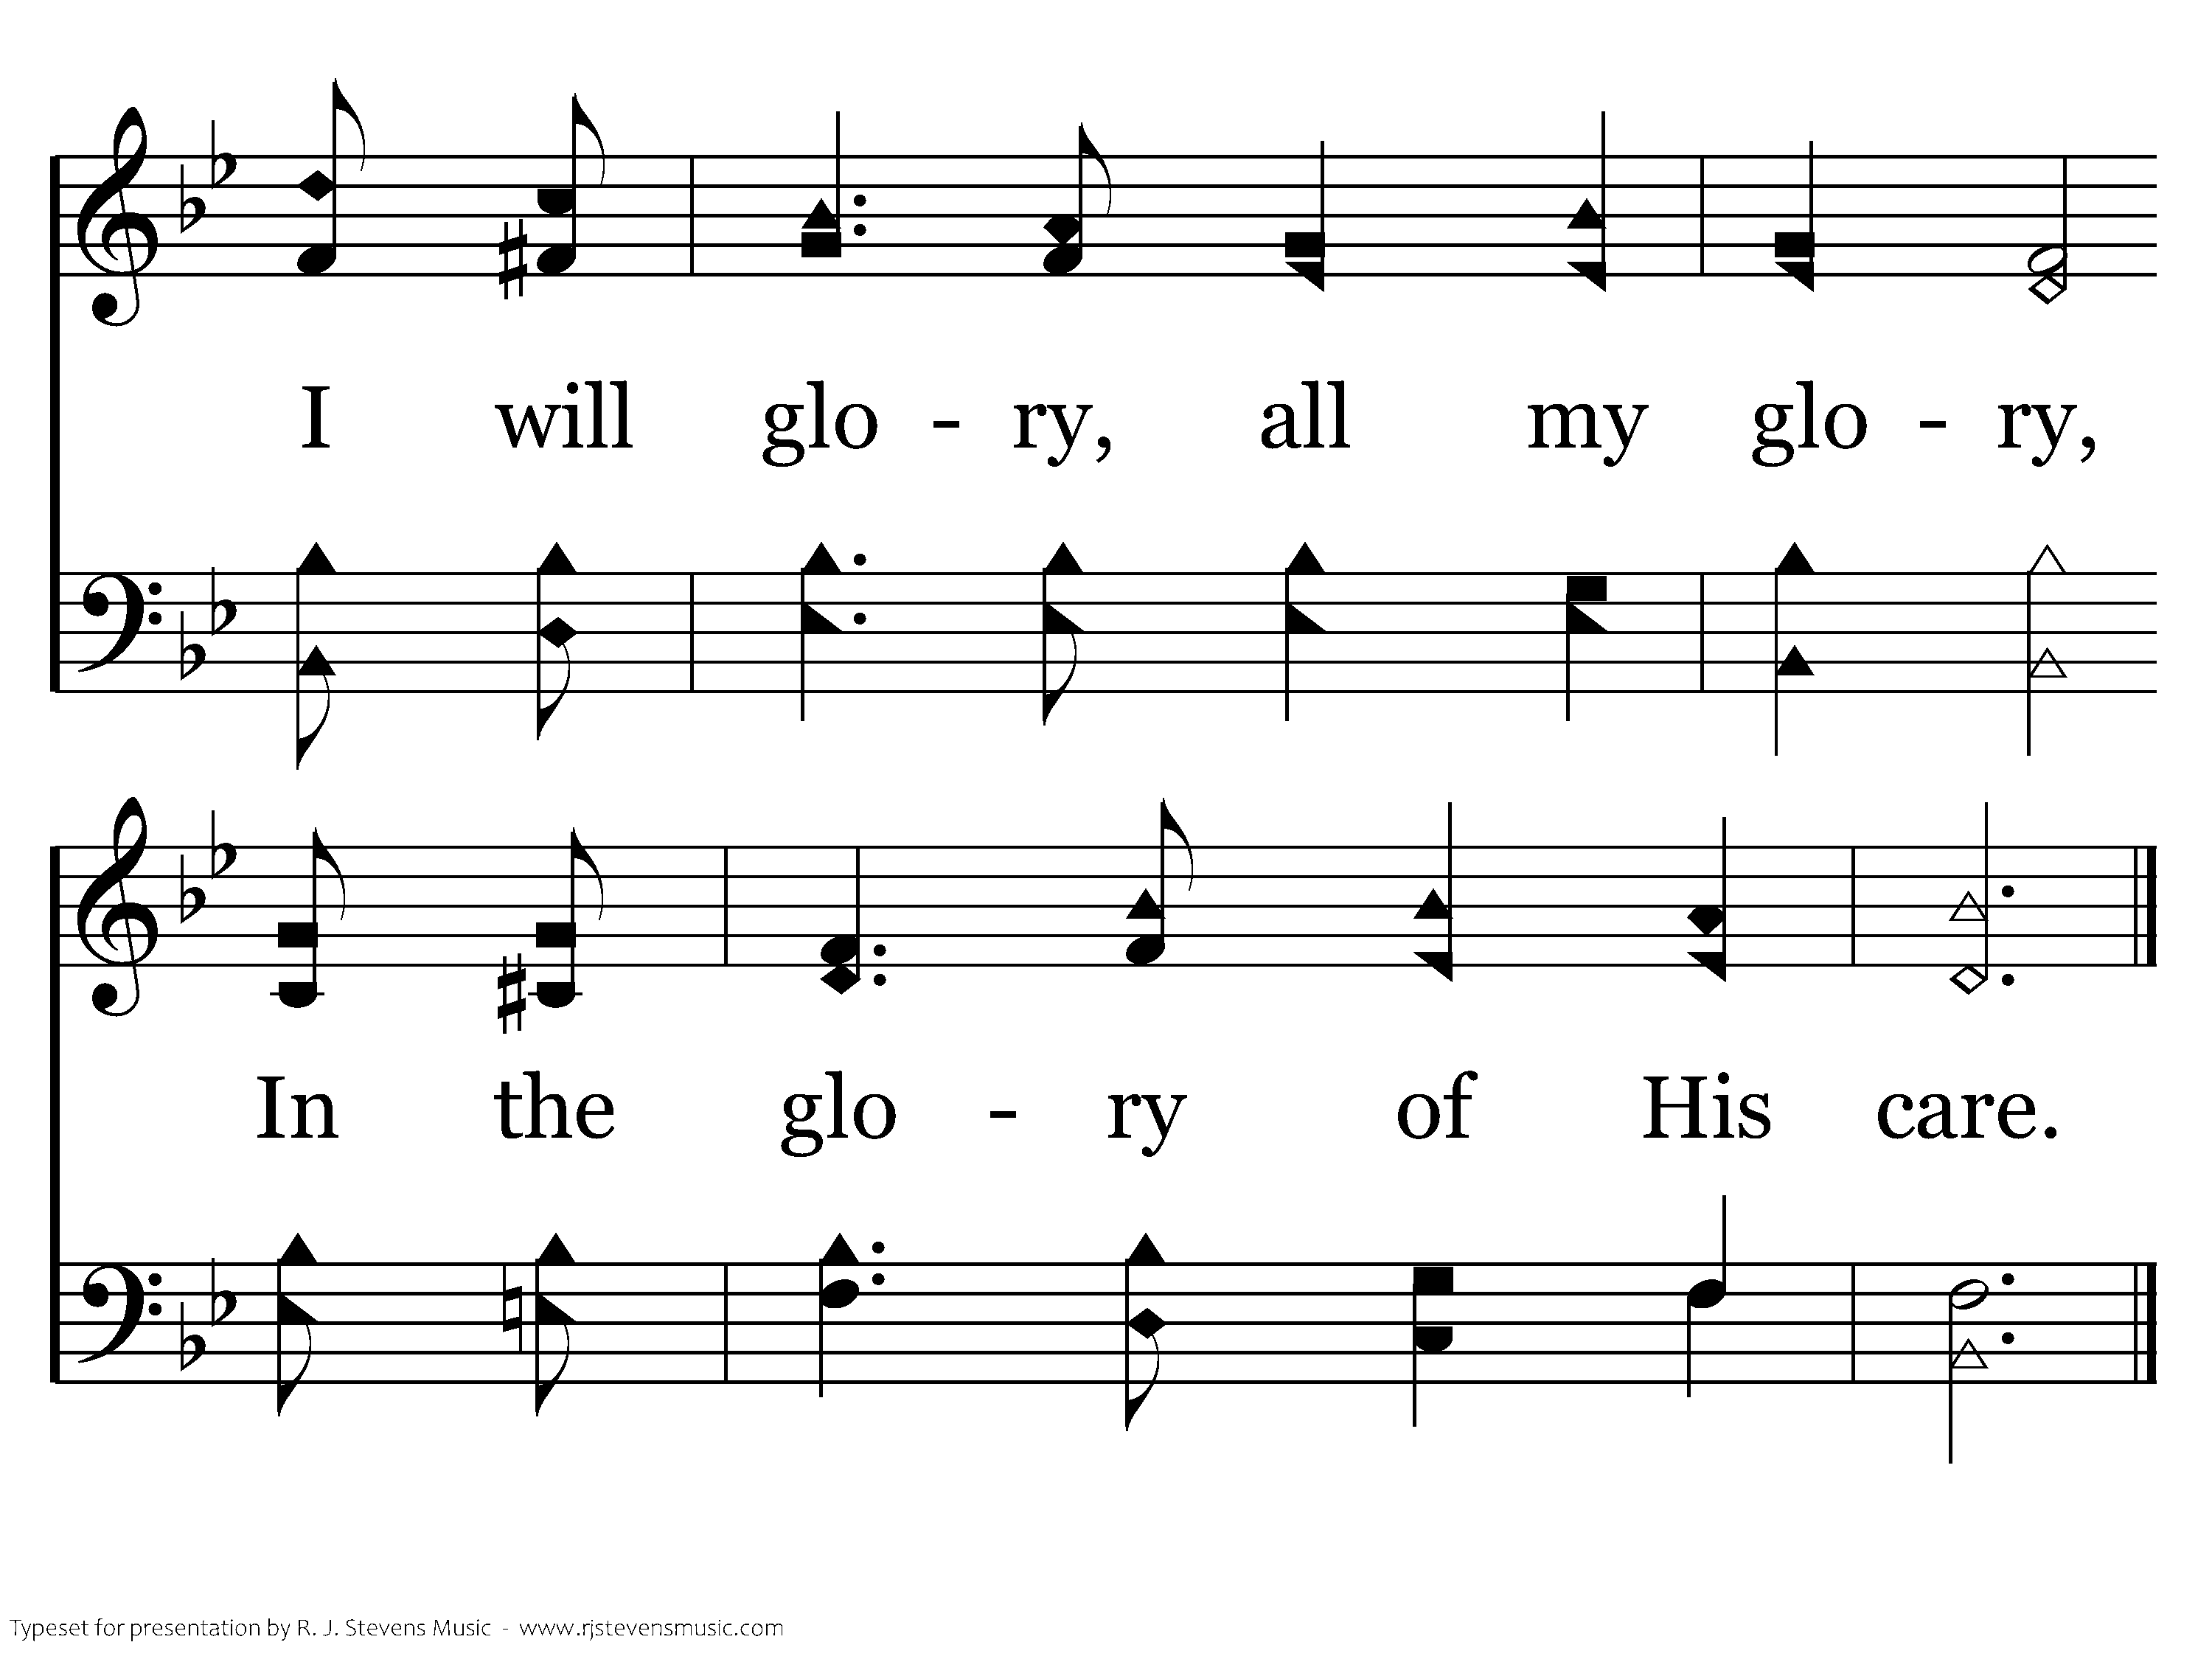 I will glo - ry, all my glo - ry,
In the glo - ry of His care.
Typeset for presentation by R. J. Stevens Music - www.rjstevensmusic.com